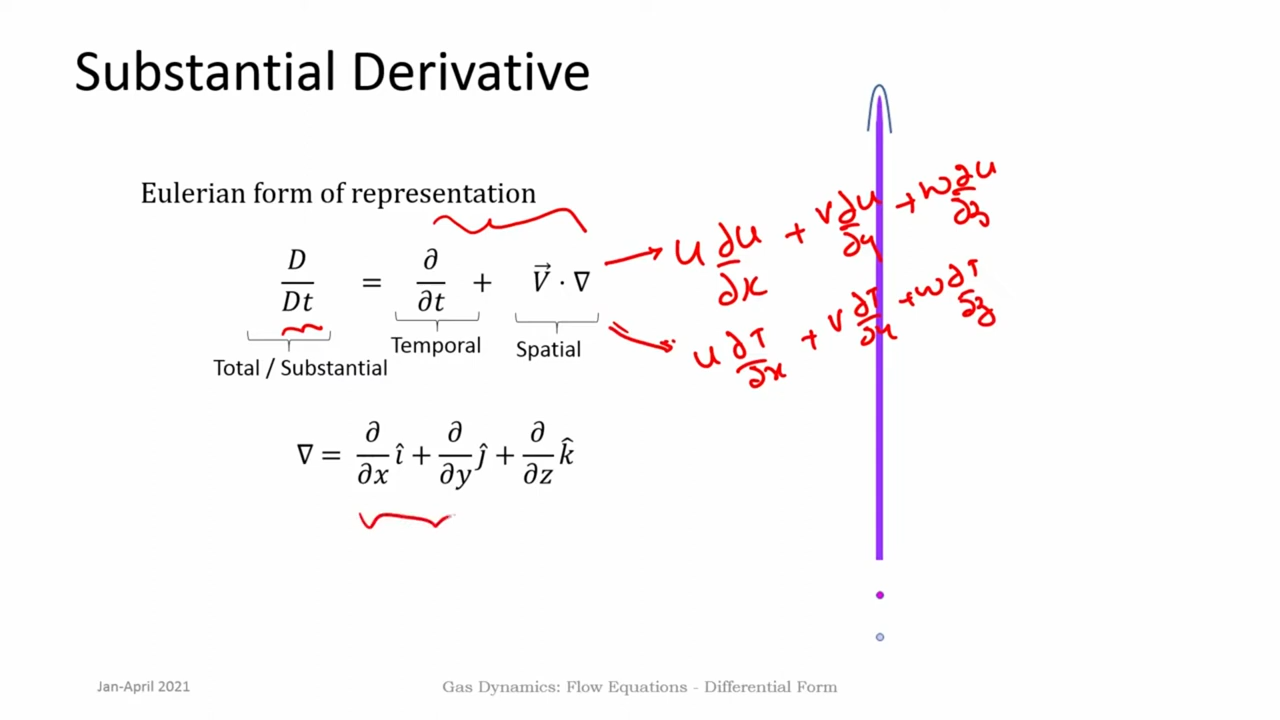 Substantial Derivative
Eulerian form of representation
D/Dt = ∂/∂t + V⃗ · ∇
Total / Substantial
Temporal
Spatial
∇ = ∂/∂x î + ∂/∂y ĵ + ∂/∂z k̂
u ∂u/∂x + v ∂u/∂y + w ∂u/∂z
u ∂T/∂x + v ∂T/∂y + w ∂T/∂z
Jan-April 2021
Gas Dynamics: Flow Equations - Differential Form